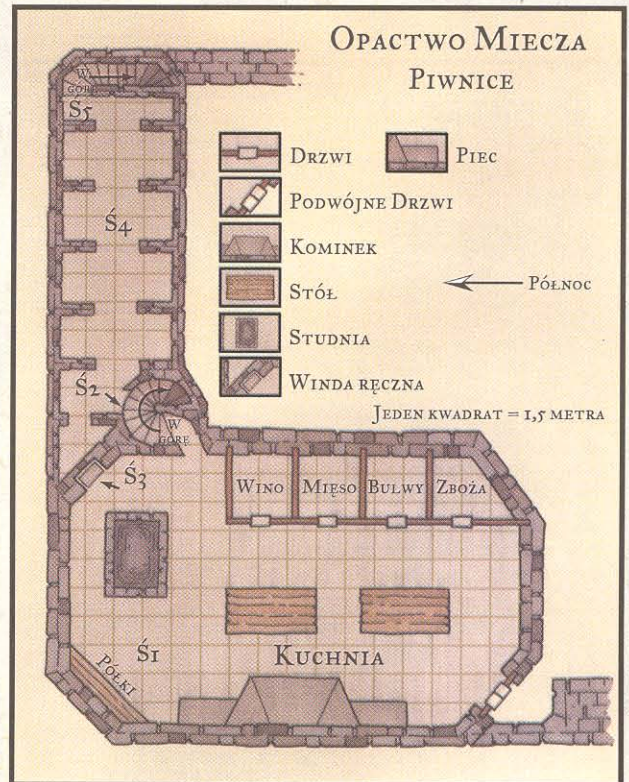 Opactwo Miecza
Piwnice
W
górę
Ś5
Drzwi
Piec
Podwójne Drzwi
Ś4
Kominek
Stół
Północ
Studnia
Ś2
Winda ręczna
W
górę
Jeden kwadrat = 1,5 metra
Ś3
Wino
Mięso
Bulwy
Zboża
Ś1
Kuchnia
Półki